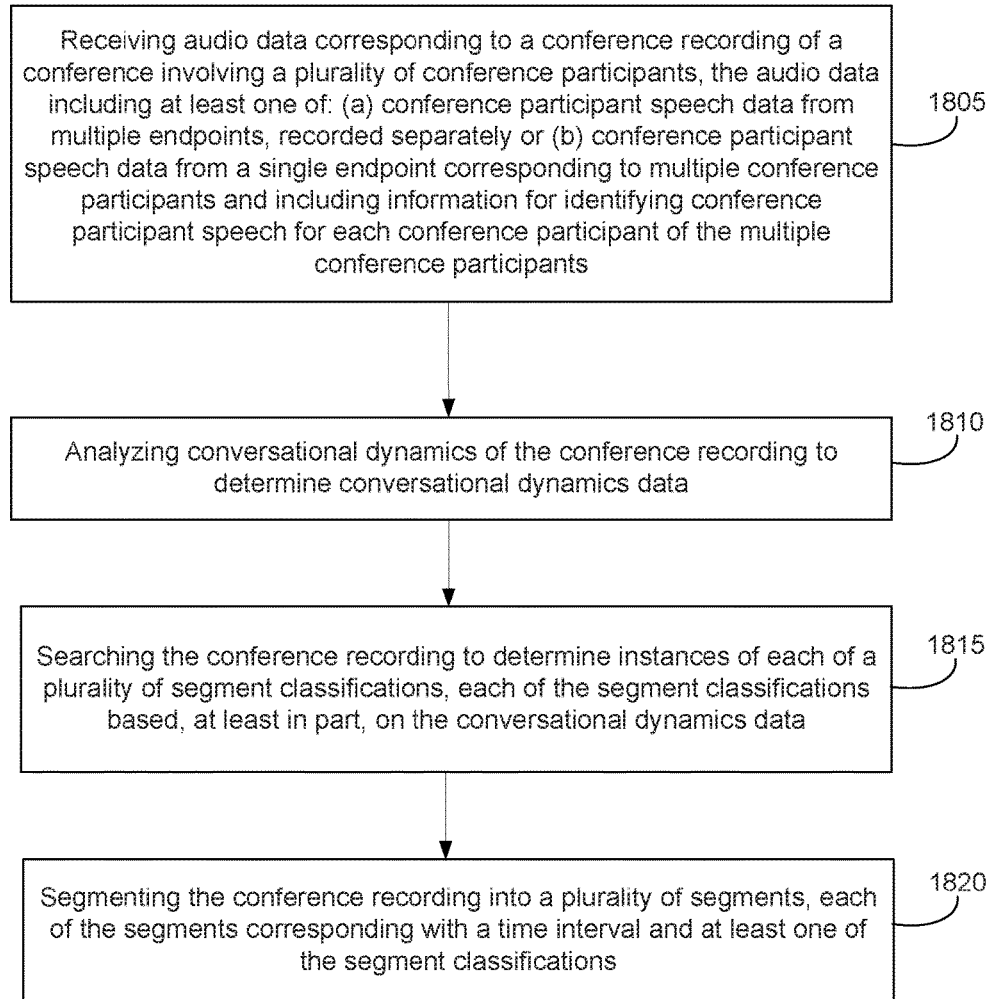 Receiving audio data corresponding to a conference recording of a
conference involving a plurality of conference participants, the audio data
including at least one of: (a) conference participant speech data from
multiple endpoints, recorded separately or (b) conference participant
speech data from a single endpoint corresponding to multiple conference
participants and including information for identifying conference
participant speech for each conference participant of the multiple
conference participants
1805
Analyzing conversational dynamics of the conference recording to
determine conversational dynamics data
1810
Searching the conference recording to determine instances of each of a
plurality of segment classifications, each of the segment classifications
based, at least in part, on the conversational dynamics data
1815
Segmenting the conference recording into a plurality of segments, each
of the segments corresponding with a time interval and at least one of
the segment classifications
1820